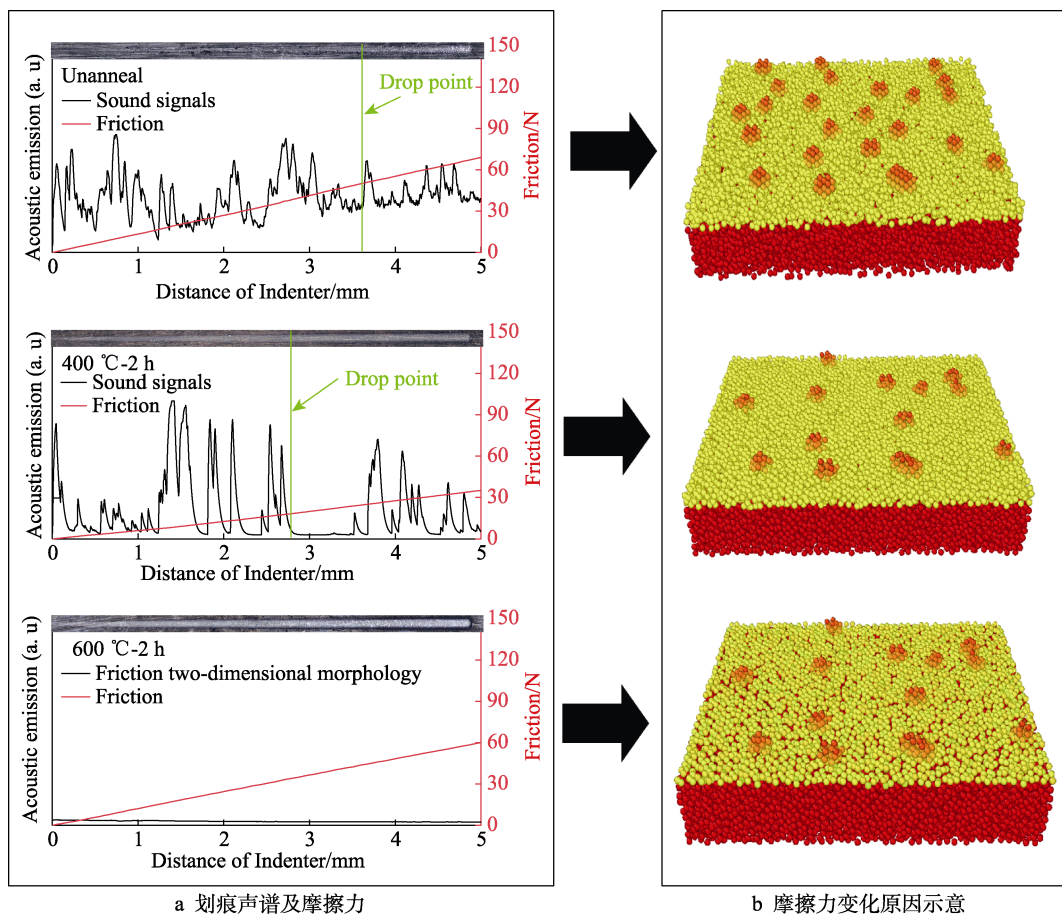 Unanneal
Sound signals
Friction
Drop point
Acoustic emission (a. u)
Friction/N
150
120
90
60
30
0
0 1 2 3 4 5
Distance of Indenter/mm
400 ℃-2 h
Sound signals
Friction
Drop point
Acoustic emission (a. u)
Friction/N
150
120
90
60
30
0
0 1 2 3 4 5
Distance of Indenter/mm
600 ℃-2 h
Friction two-dimensional morphology
Friction
Acoustic emission (a. u)
Friction/N
150
120
90
60
30
0
0 1 2 3 4 5
Distance of Indenter/mm
a 划痕声谱及摩擦力
b 摩擦力变化原因示意